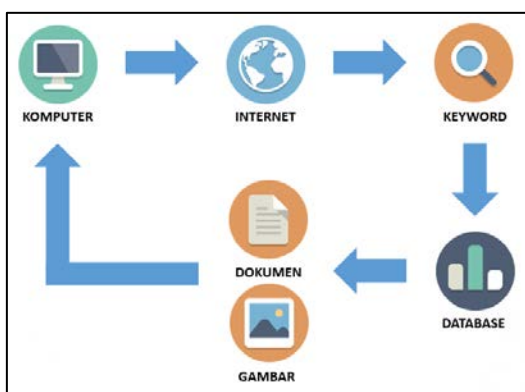 KOMPUTER
INTERNET
KEYWORD
DOKUMEN
DATABASE
GAMBAR